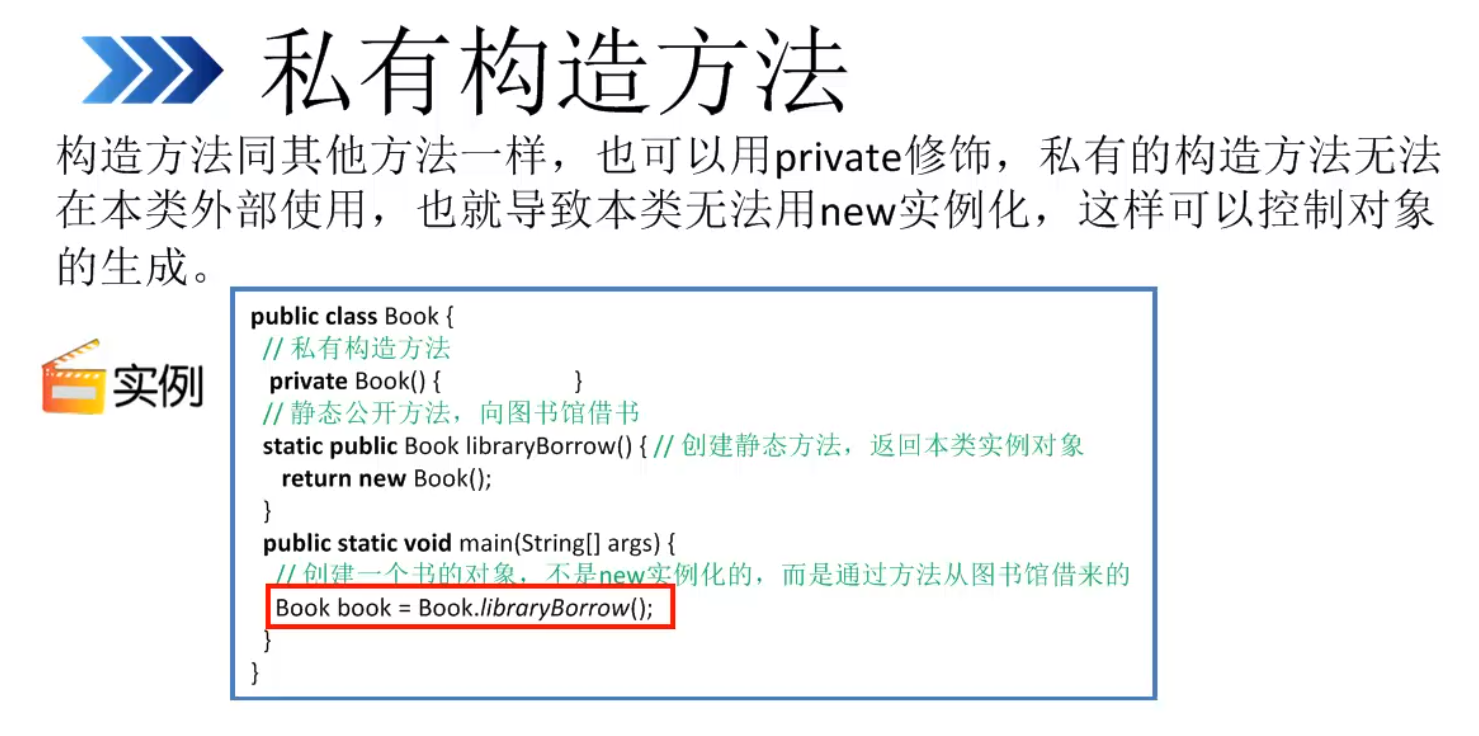 私有构造方法
构造方法同其他方法一样，也可以用private修饰，私有的构造方法无法
在本类外部使用，也就导致本类无法用new实例化，这样可以控制对象
的生成。
实例
public class Book {
// 私有构造方法
private Book() { }
// 静态公开方法，向图书馆借书
static public Book libraryBorrow() { // 创建静态方法，返回本类实例对象
return new Book();
}
public static void main(String[] args) {
// 创建一个书的对象，不是new实例化的，而是通过方法从图书馆借来的
Book book = Book.libraryBorrow();
}
}